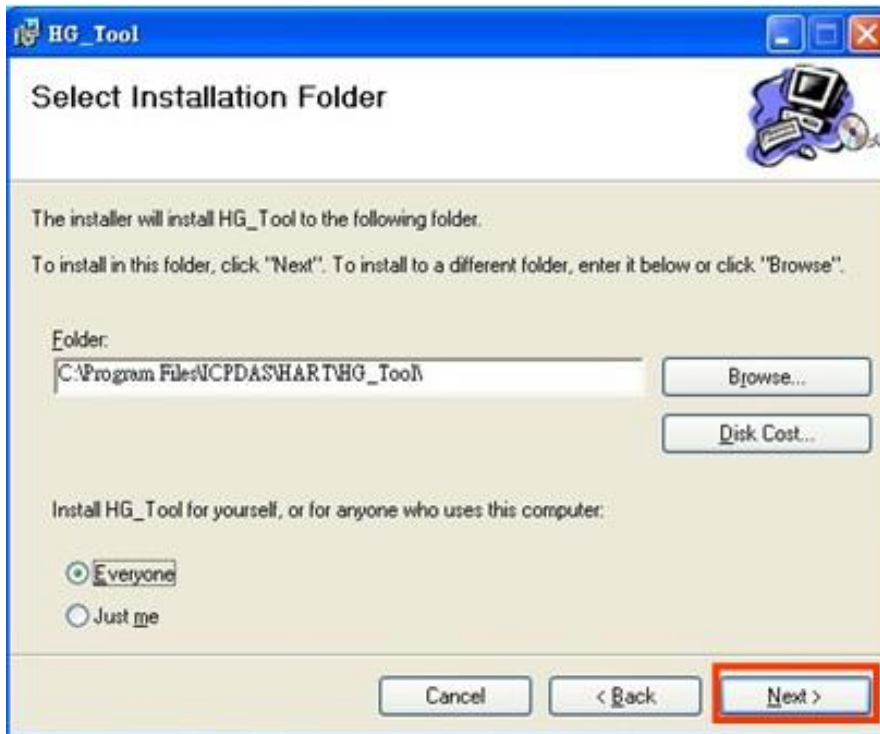 HG_Tool
Select Installation Folder
The installer will install HG_Tool to the following folder.
To install in this folder, click "Next". To install to a different folder, enter it below or click "Browse".
Folder:
C:\Program Files\ICPDAS\HART\HG_Tool\
Browse...
Disk Cost...
Install HG_Tool for yourself, or for anyone who uses this computer:
Everyone
Just me
Cancel
< Back
Next >